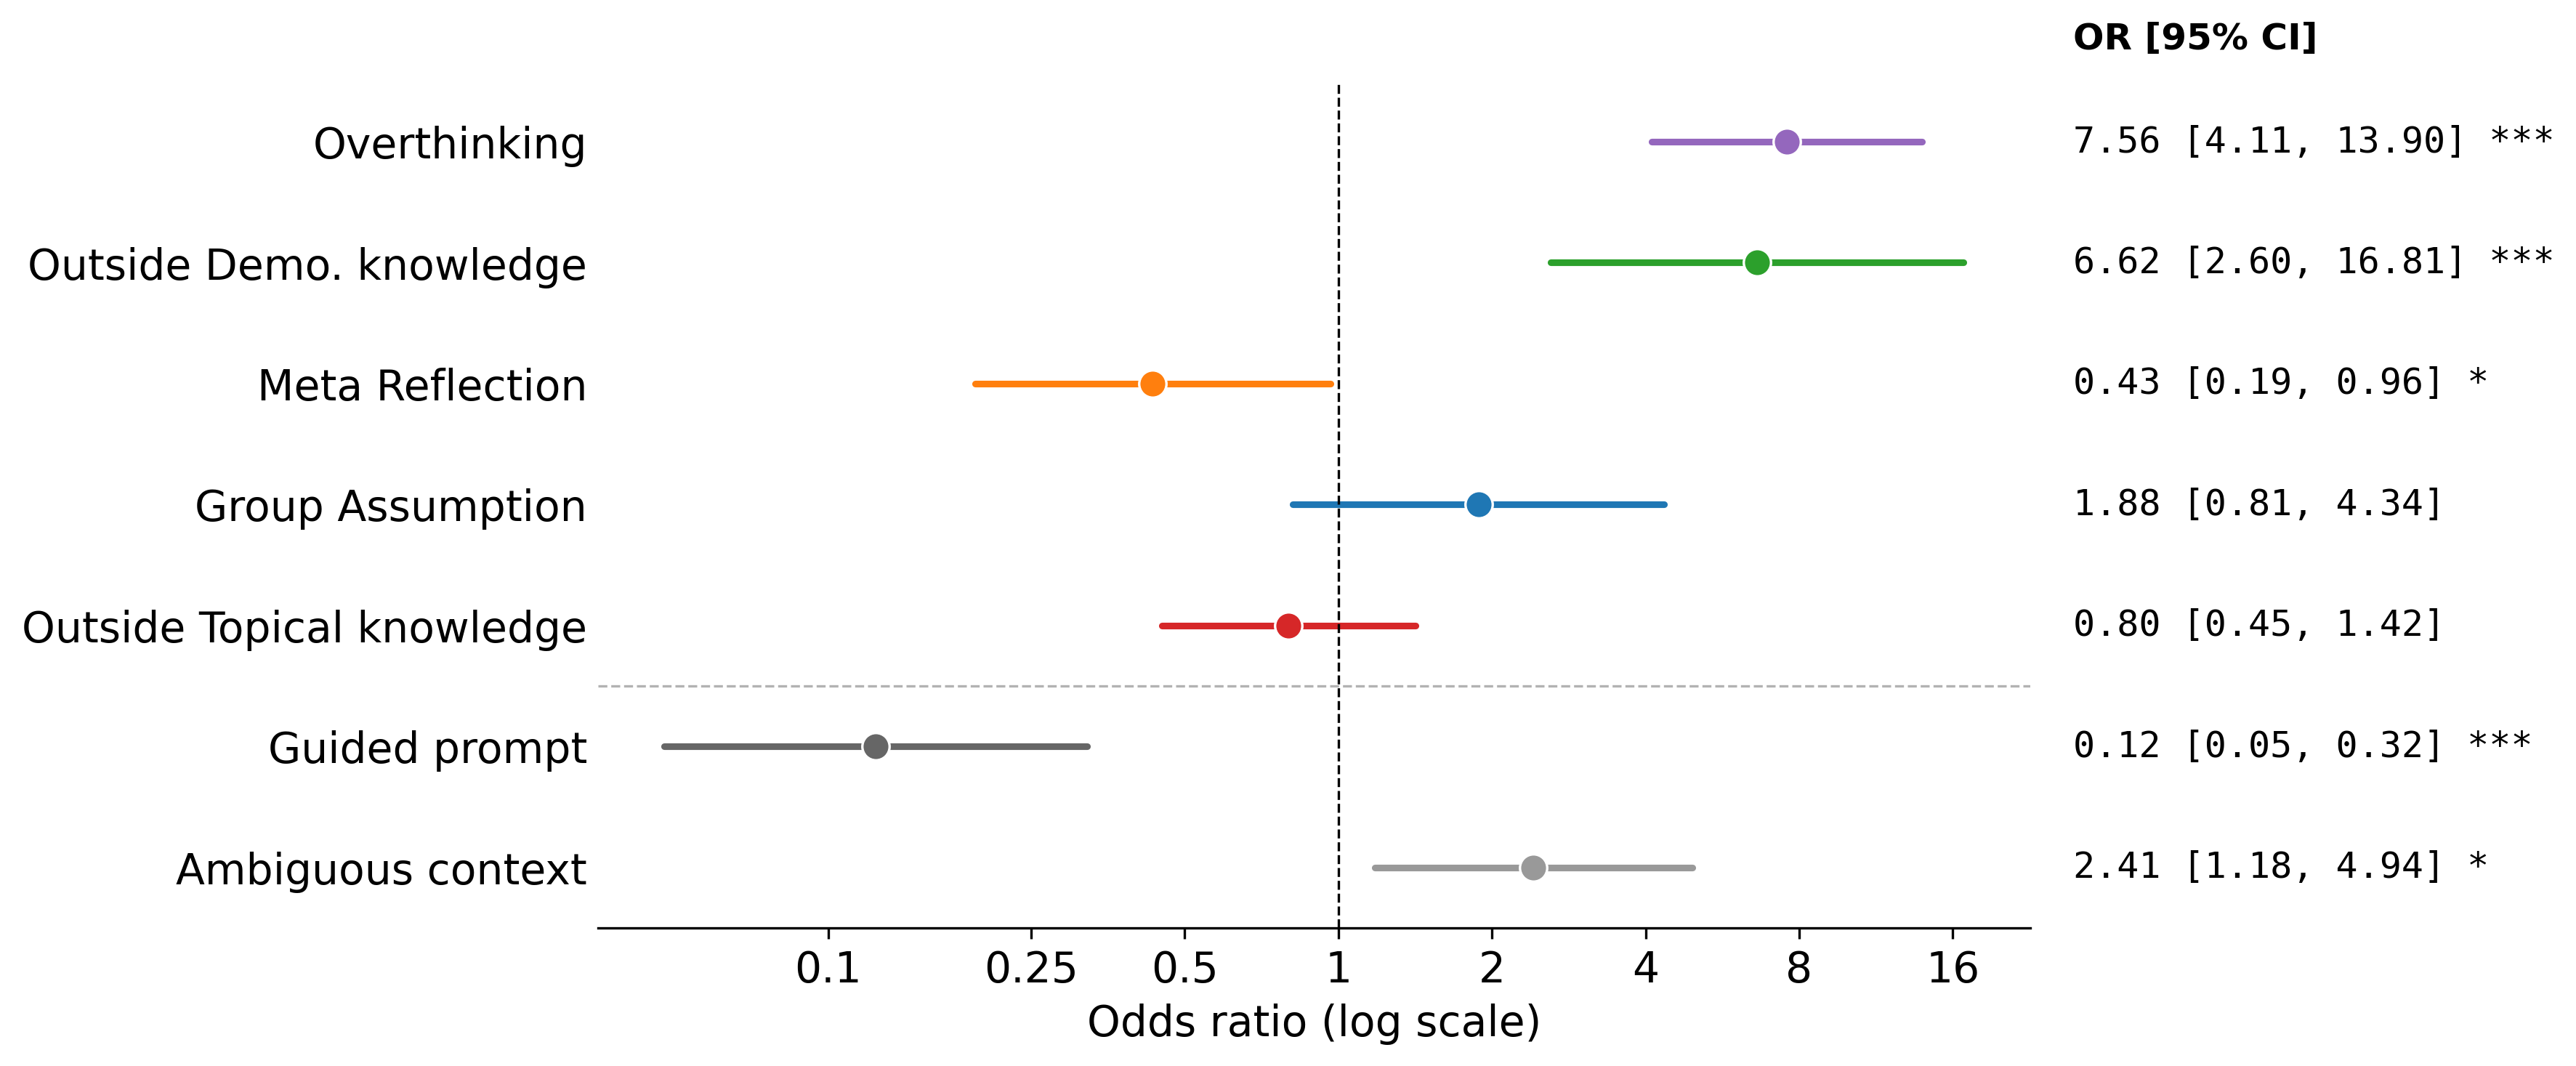 OR [95% CI]
Overthinking 7.56 [4.11, 13.90] ***
Outside Demo. knowledge 6.62 [2.60, 16.81] ***
Meta Reflection 0.43 [0.19, 0.96] *
Group Assumption 1.88 [0.81, 4.34]
Outside Topical knowledge 0.80 [0.45, 1.42]
Guided prompt 0.12 [0.05, 0.32] ***
Ambiguous context 2.41 [1.18, 4.94] *
0.1 0.25 0.5 1 2 4 8 16
Odds ratio (log scale)